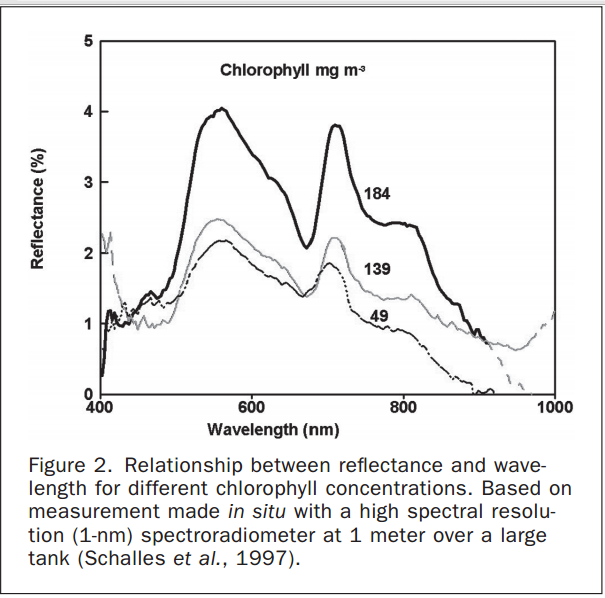 5
Chlorophyll mg m-³
4
3
184
2
139
1
49
0
400 600 800 1000
Reflectance (%)
Wavelength (nm)
Figure 2. Relationship between reflectance and wave-
length for different chlorophyll concentrations. Based on
measurement made in situ with a high spectral resolu-
tion (1-nm) spectroradiometer at 1 meter over a large
tank (Schalles et al., 1997).